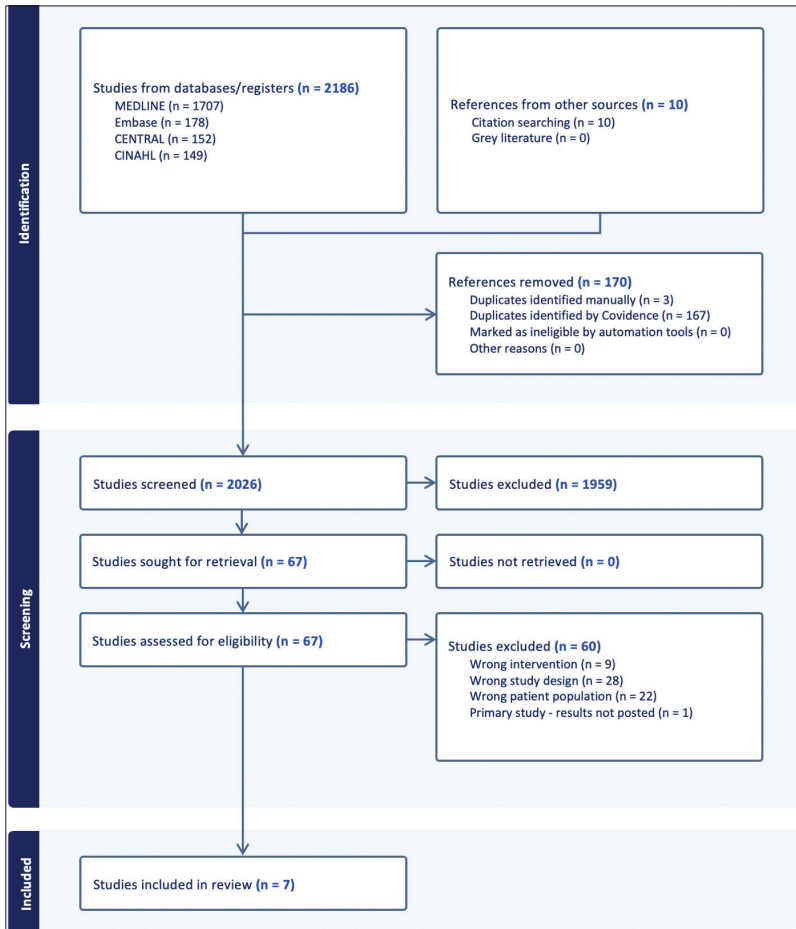 Identification
Studies from databases/registers (n = 2186)
MEDLINE (n = 1707)
Embase (n = 178)
CENTRAL (n = 152)
CINAHL (n = 149)
References from other sources (n = 10)
Citation searching (n = 10)
Grey literature (n = 0)
References removed (n = 170)
Duplicates identified manually (n = 3)
Duplicates identified by Covidence (n = 167)
Marked as ineligible by automation tools (n = 0)
Other reasons (n = 0)
Screening
Studies screened (n = 2026)
Studies excluded (n = 1959)
Studies sought for retrieval (n = 67)
Studies not retrieved (n = 0)
Studies assessed for eligibility (n = 67)
Studies excluded (n = 60)
Wrong intervention (n = 9)
Wrong study design (n = 28)
Wrong patient population (n = 22)
Primary study - results not posted (n = 1)
Included
Studies included in review (n = 7)